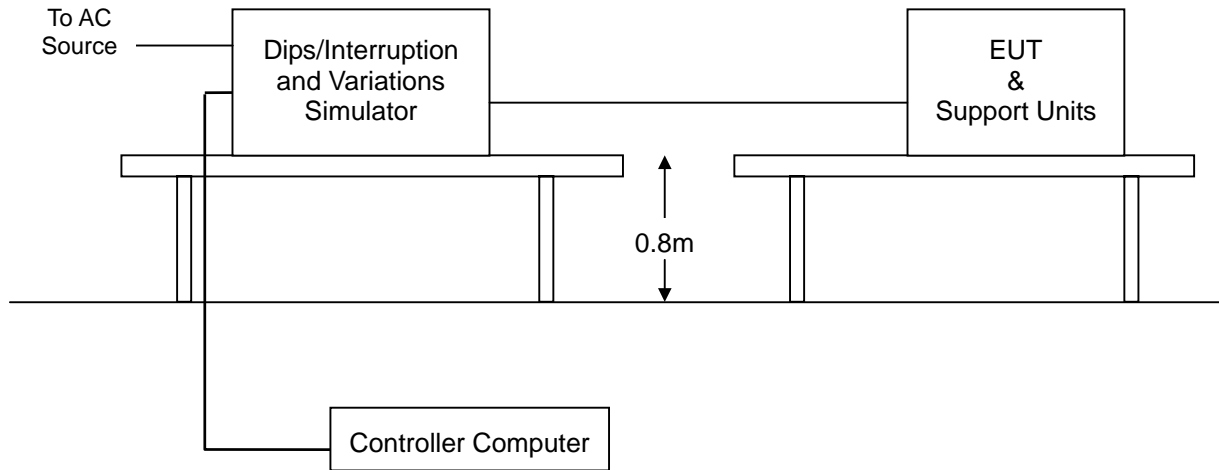 To AC
Source
Dips/Interruption
and Variations
Simulator
EUT
&
Support Units
0.8m
Controller Computer